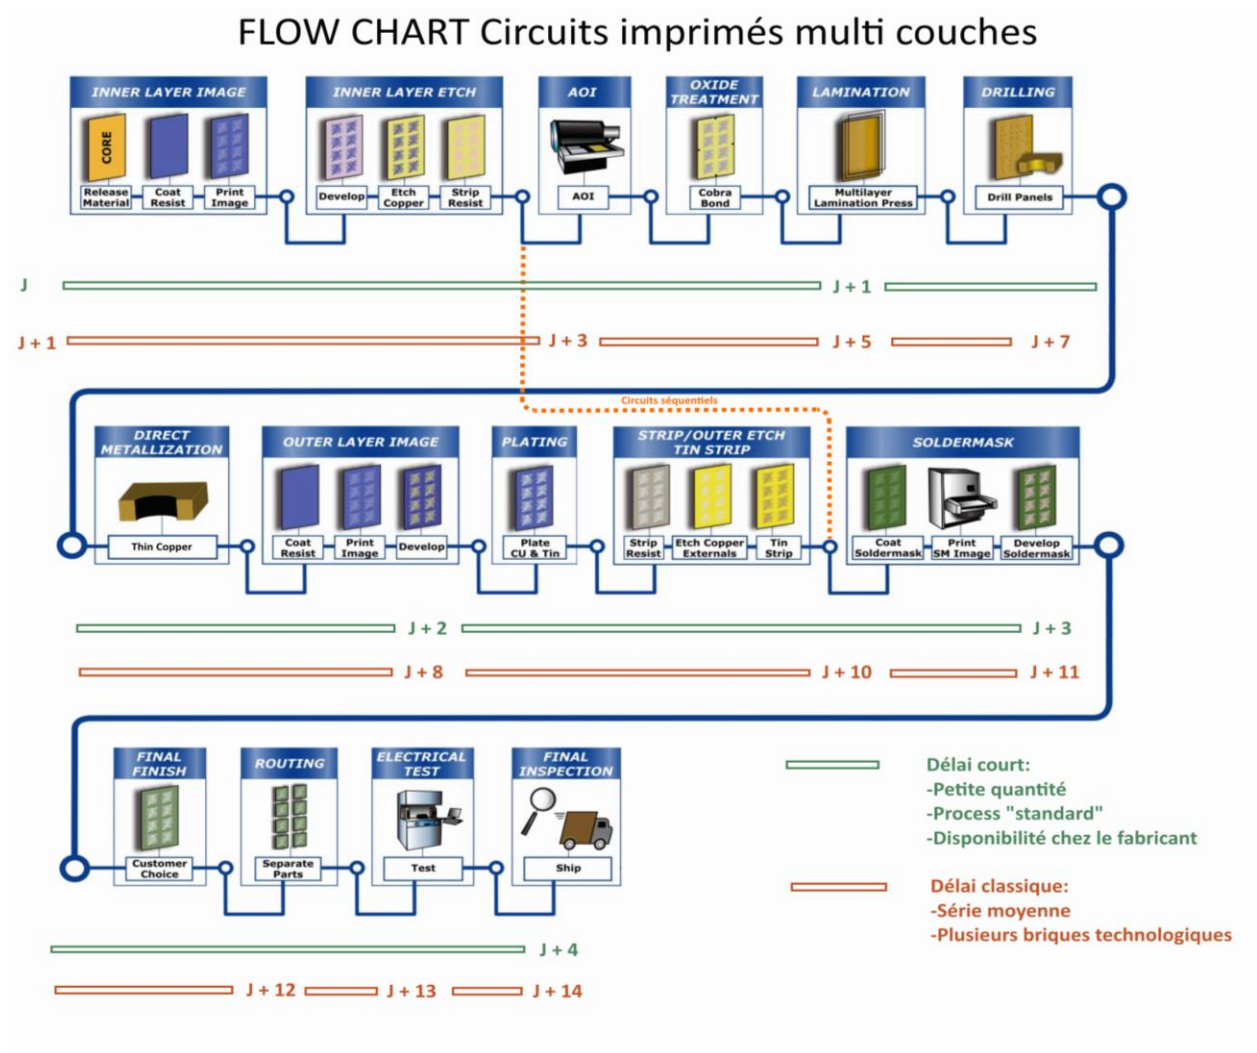 FLOW CHART Circuits imprimés multi couches
INNER LAYER IMAGE
INNER LAYER ETCH
AOI
OXIDE
TREATMENT
LAMINATION
DRILLING
CORE
Release
Material
Coat
Resist
Print
Image
Develop
Etch
Copper
Strip
Resist
AOI
Cobra
Bond
Multilayer
Lamination Press
Drill Panels
J
J + 1
J + 1
J + 3
J + 5
J + 7
Circuits séquentiels
DIRECT
METALLIZATION
OUTER LAYER IMAGE
PLATING
STRIP/OUTER ETCH
TIN STRIP
SOLDERMASK
Thin Copper
Coat
Resist
Print
Image
Develop
Plate
CU & Tin
Strip
Resist
Etch Copper
Externals
Tin
Strip
Coat
Soldermask
Print
SM Image
Develop
Soldermask
J + 2
J + 3
J + 8
J + 10
J + 11
FINAL
FINISH
ROUTING
ELECTRICAL
TEST
FINAL
INSPECTION
Customer
Choice
Separate
Parts
Test
Ship
J + 4
J + 12
J + 13
J + 14
Délai court:
-Petite quantité
-Process "standard"
-Disponibilité chez le fabricant
Délai classique:
-Série moyenne
-Plusieurs briques technologiques